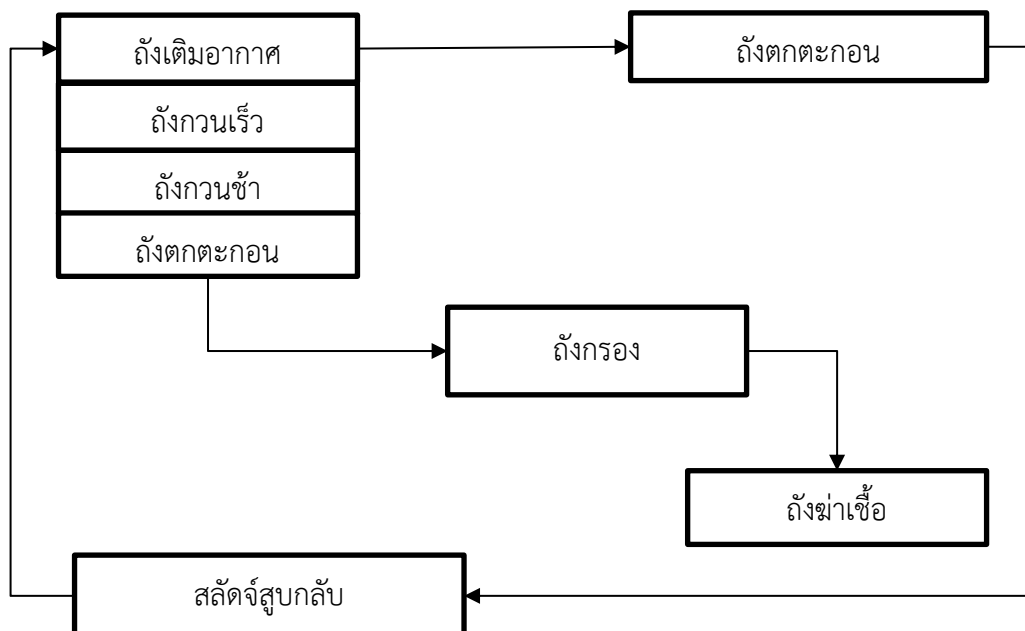 ถังเติมอากาศ
ถังตกตะกอน
ถังกวนเร็ว
ถังกวนช้า
ถังตกตะกอน
ถังกรอง
ถังฆ่าเชื้อ
สลัดจ์สูบกลับ